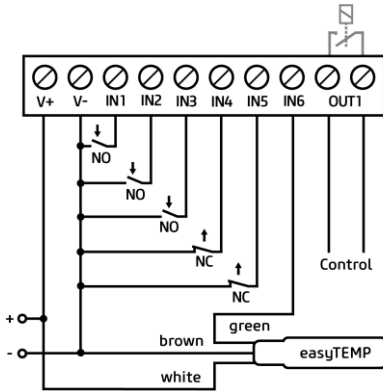 V+ V- IN1 IN2 IN3 IN4 IN5 IN6 OUT1
NO
NO
NO
NC
NC
Control
+
green
brown
-
easyTEMP
white